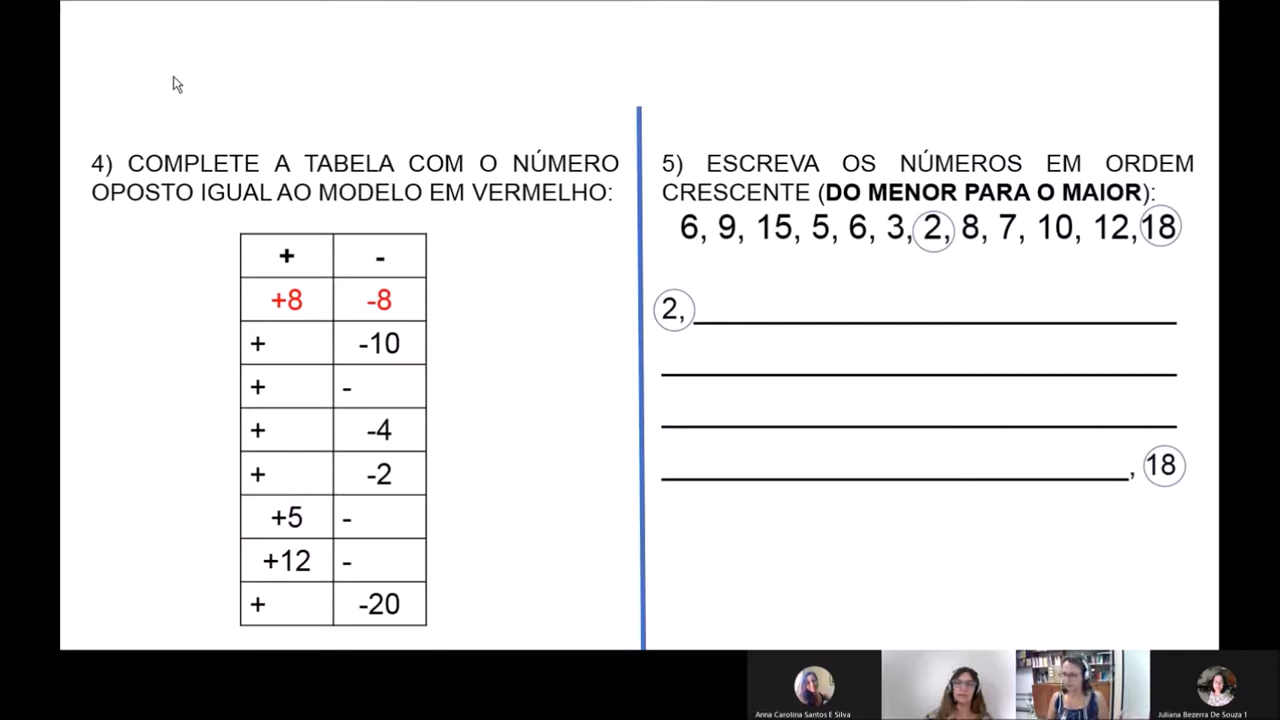 4) COMPLETE A TABELA COM O NÚMERO
OPOSTO IGUAL AO MODELO EM VERMELHO:
+ -
+8 -8
+ -10
+ -
+ -4
+ -2
+5 -
+12 -
+ -20
5) ESCREVA OS NÚMEROS EM ORDEM
CRESCENTE (DO MENOR PARA O MAIOR):
6, 9, 15, 5, 6, 3, 2, 8, 7, 10, 12, 18
2,
, 18
Anna Carolina Santos E Silva
Juliana Bezerra De Souza 1